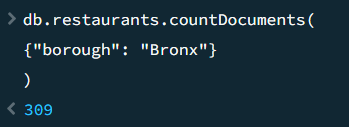 > db.restaurants.countDocuments(
{"borough": "Bronx"}
)
< 309